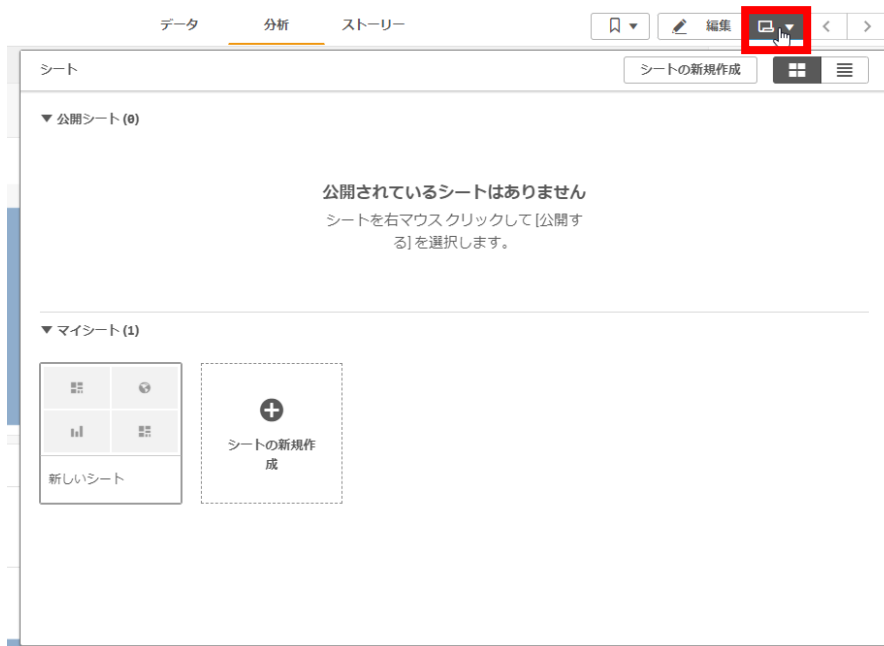 データ 分析 ストーリー 編集
シート シートの新規作成
公開シート (0)
公開されているシートはありません
シートを右マウス クリックして [公開す
る] を選択します。
マイシート (1)
シートの新規作
成
新しいシート